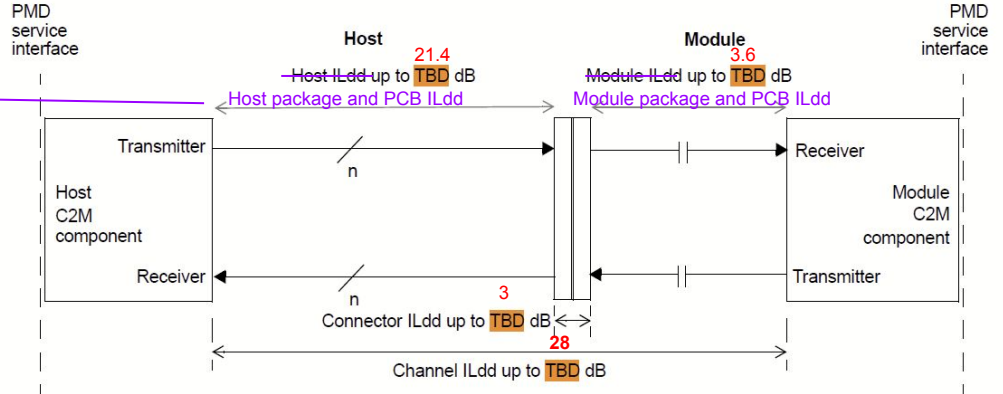 PMD
service
interface
PMD
service
interface
Host
Module
21.4
3.6
Host ILdd up to TBD dB
Module ILdd up to TBD dB
Host package and PCB ILdd
Module package and PCB ILdd
Transmitter
n
Receiver
Host
C2M
component
Module
C2M
component
Receiver
n
Transmitter
3
Connector ILdd up to TBD dB
28
Channel ILdd up to TBD dB